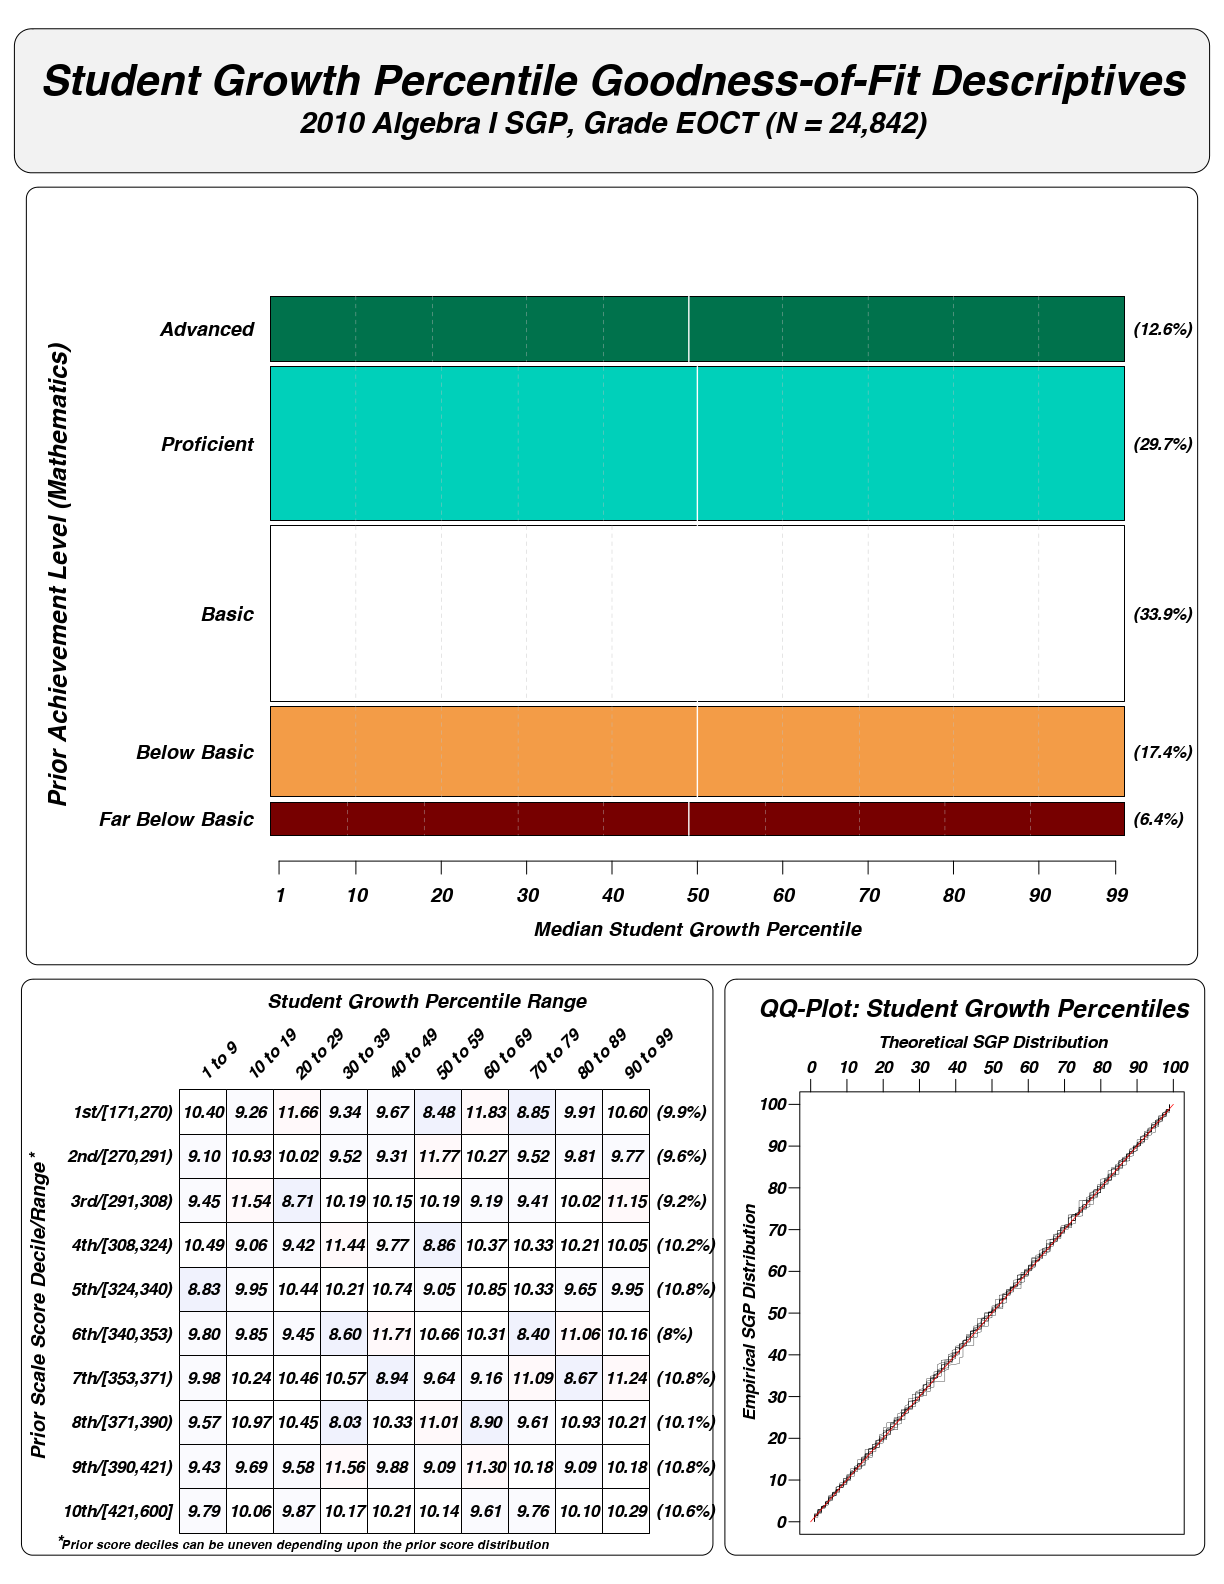 Student Growth Percentile Goodness-of-Fit Descriptives
2010 Algebra I SGP, Grade EOCT (N = 24,842)
Prior Achievement Level (Mathematics)
Advanced (12.6%)
Proficient (29.7%)
Basic (33.9%)
Below Basic (17.4%)
Far Below Basic (6.4%)
1 10 20 30 40 50 60 70 80 90 99
Median Student Growth Percentile
Student Growth Percentile Range
1 to 9 10 to 19 20 to 29 30 to 39 40 to 49 50 to 59 60 to 69 70 to 79 80 to 89 90 to 99
Prior Scale Score Decile/Range*
1st/[171,270) 10.40 9.26 11.66 9.34 9.67 8.48 11.83 8.85 9.91 10.60 (9.9%)
2nd/[270,291) 9.10 10.93 10.02 9.52 9.31 11.77 10.27 9.52 9.81 9.77 (9.6%)
3rd/[291,308) 9.45 11.54 8.71 10.19 10.15 10.19 9.19 9.41 10.02 11.15 (9.2%)
4th/[308,324) 10.49 9.06 9.42 11.44 9.77 8.86 10.37 10.33 10.21 10.05 (10.2%)
5th/[324,340) 8.83 9.95 10.44 10.21 10.74 9.05 10.85 10.33 9.65 9.95 (10.8%)
6th/[340,353) 9.80 9.85 9.45 8.60 11.71 10.66 10.31 8.40 11.06 10.16 (8%)
7th/[353,371) 9.98 10.24 10.46 10.57 8.94 9.64 9.16 11.09 8.67 11.24 (10.8%)
8th/[371,390) 9.57 10.97 10.45 8.03 10.33 11.01 8.90 9.61 10.93 10.21 (10.1%)
9th/[390,421) 9.43 9.69 9.58 11.56 9.88 9.09 11.30 10.18 9.09 10.18 (10.8%)
10th/[421,600] 9.79 10.06 9.87 10.17 10.21 10.14 9.61 9.76 10.10 10.29 (10.6%)
*Prior score deciles can be uneven depending upon the prior score distribution
QQ-Plot: Student Growth Percentiles
Theoretical SGP Distribution
0 10 20 30 40 50 60 70 80 90 100
Empirical SGP Distribution
100
90
80
70
60
50
40
30
20
10
0